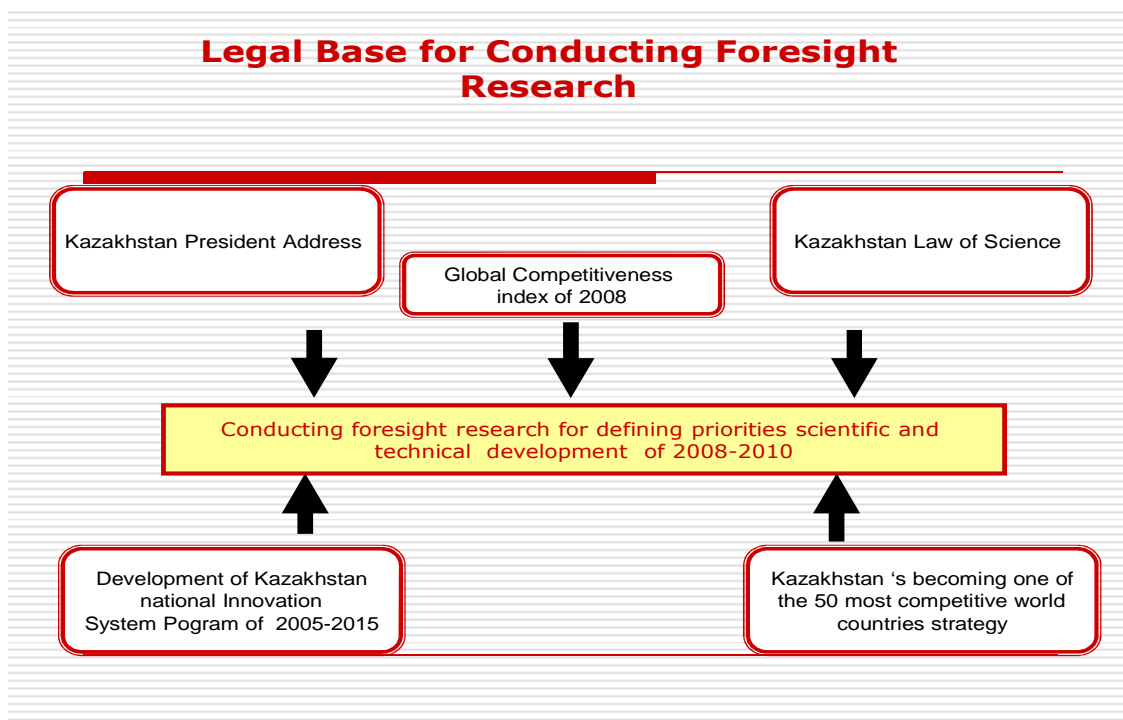 Legal Base for Conducting Foresight
Research
Kazakhstan President Address
Global Competitiveness
index of 2008
Kazakhstan Law of Science
Conducting foresight research for defining priorities scientific and
technical development of 2008-2010
Development of Kazakhstan
national Innovation
System Pogram of 2005-2015
Kazakhstan ‘s becoming one of
the 50 most competitive world
countries strategy